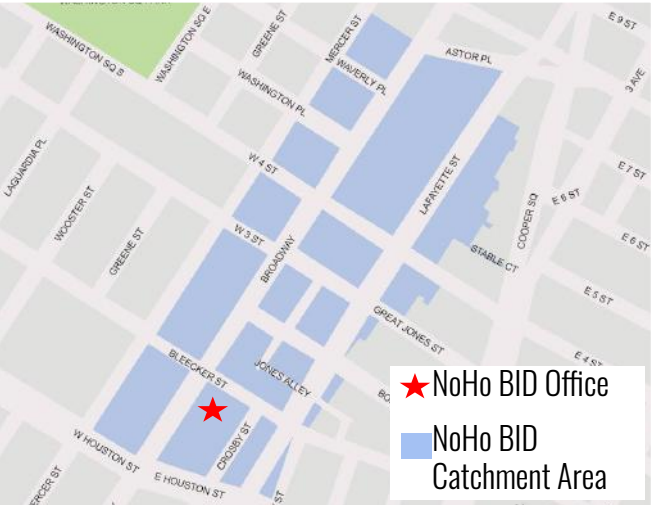 WASHINGTON SQ S
WASHINGTON SQ E
GREENE ST
MERCER ST
WAVERLY PL
ASTOR PL
E 9 ST
3 AVE
WASHINGTON PL
LAGUARDIA PL
WOOSTER ST
GREENE ST
W 4 ST
W 3 ST
BROADWAY
LAFAYETTE ST
COOPER SQ
E 7 ST
E 6 ST
E 6 ST
STABLE CT
E 5 ST
GREAT JONES ST
E 4 ST
BLEECKER ST
JONES ALLEY
BO
CROSBY ST
W HOUSTON ST
E HOUSTON ST
ERCER ST
ST
NoHo BID Office
NoHo BID
Catchment Area